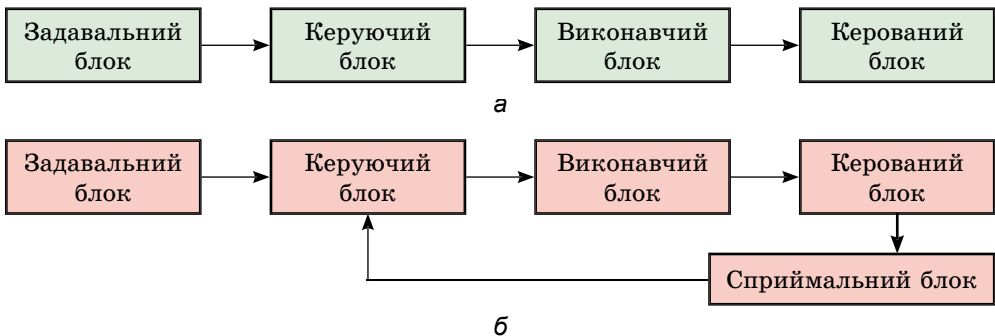 Задавальний
блок
Керуючий
блок
Виконавчий
блок
Керований
блок
а
Задавальний
блок
Керуючий
блок
Виконавчий
блок
Керований
блок
Сприймальний блок
б